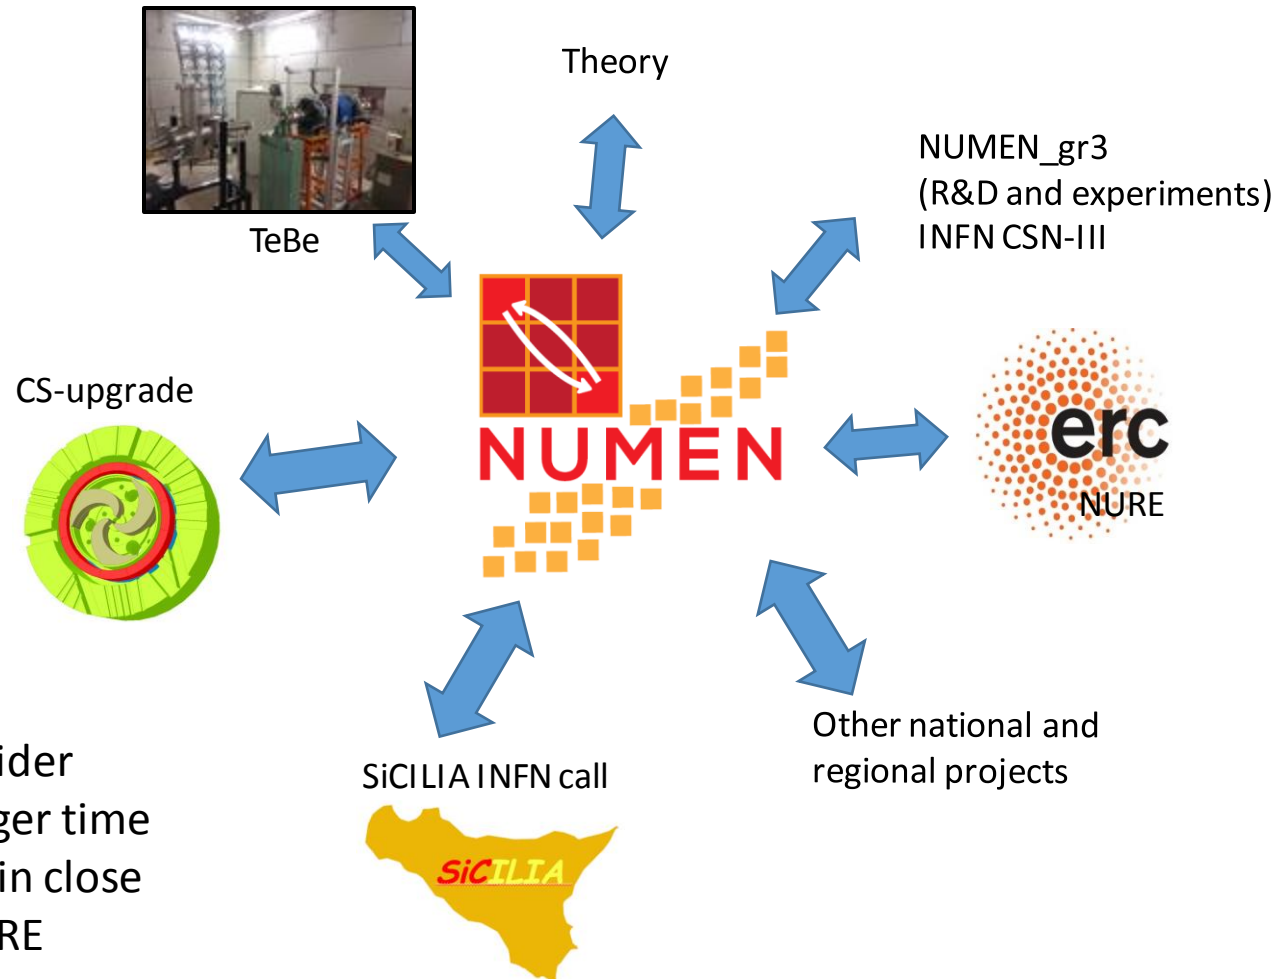 Theory
NUMEN_gr3
(R&D and experiments)
INFN CSN-III
TeBe
CS-upgrade
NUMEN
erc
NURE
Other national and
regional projects
SiCILIA INFN call
SiCILIA
ider
ger time
in close
RE